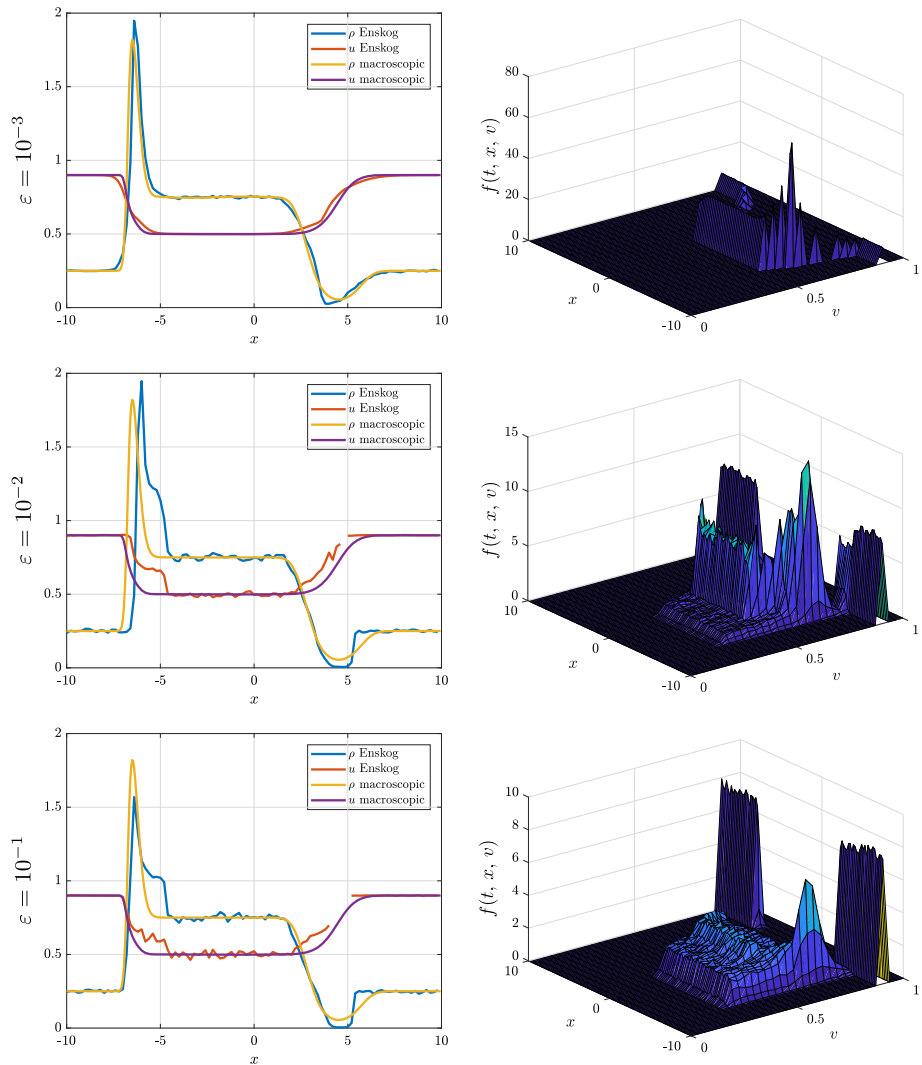 ε = 10⁻³
2
1.5
1
0.5
0
-10
-5
0
5
10
x
ρ Enskog
u Enskog
ρ macroscopic
u macroscopic
f(t, x, v)
80
60
40
20
0
10
0
-10
x
0
0.5
1
v
ε = 10⁻²
2
1.5
1
0.5
0
-10
-5
0
5
10
x
ρ Enskog
u Enskog
ρ macroscopic
u macroscopic
f(t, x, v)
15
10
5
0
10
0
-10
x
0
0.5
1
v
ε = 10⁻¹
2
1.5
1
0.5
0
-10
-5
0
5
10
x
ρ Enskog
u Enskog
ρ macroscopic
u macroscopic
f(t, x, v)
10
8
6
4
2
0
10
0
-10
x
0
0.5
1
v